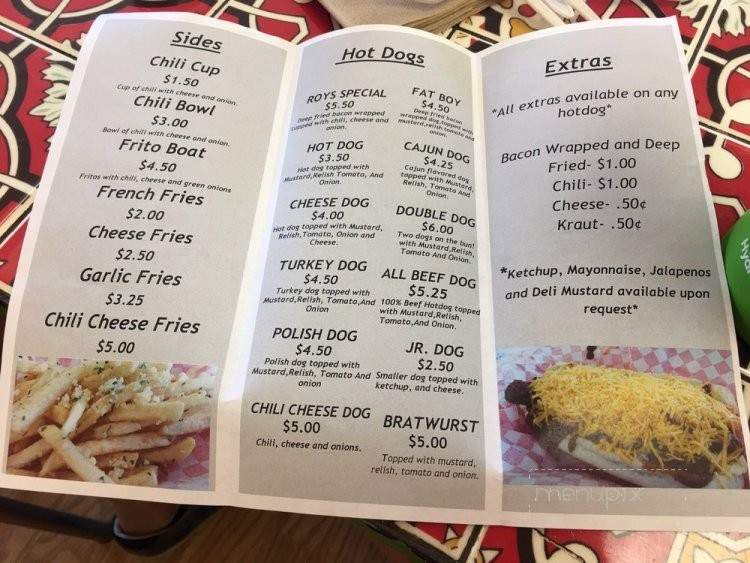 Sides
Chili Cup
$1.50
Cup of chili with cheese and onion.
Chili Bowl
$3.00
Bowl of chili with cheese and onion.
Frito Boat
$4.50
Fritos with chili, cheese and green onions
French Fries
$2.00
Cheese Fries
$2.50
Garlic Fries
$3.25
Chili Cheese Fries
$5.00
Hot Dogs
ROYS SPECIAL
$5.50
Deep fried bacon wrapped
topped with chili, cheese and
onion.
HOT DOG
$3.50
Hot dog topped with
Mustard,Relish Tomato, And
Onion.
CHEESE DOG
$4.00
Hot dog topped with Mustard,
Relish,Tomato, Onion and
Cheese.
TURKEY DOG
$4.50
Turkey dog topped with
Mustard,Relish, Tomato,And
Onion.
POLISH DOG
$4.50
Polish dog topped with
Mustard,Relish, Tomato And
onion
CHILI CHEESE DOG
$5.00
Chili, cheese and onions.
FAT BOY
$4.50
Deep fried bacon
wrapped dog,topped with
mustard,relish tomato and
onion.
CAJUN DOG
$4.25
Cajun flavored dog
topped with Mustard,
Relish, Tomato And
Onion.
DOUBLE DOG
$6.00
Two dogs on the bun!
with Mustard,Relish,
Tomato And Onion.
ALL BEEF DOG
$5.25
100% Beef Hotdog topped
with Mustard,Relish,
Tomato,And Onion.
JR. DOG
$2.50
Smaller dog topped with
ketchup, and cheese.
BRATWURST
$5.00
Topped with mustard,
relish, tomato and onion.
Extras
*All extras available on any
hotdog*
Bacon Wrapped and Deep
Fried- $1.00
Chili- $1.00
Cheese- .50¢
Kraut- .50¢
*Ketchup, Mayonnaise, Jalapenos
and Deli Mustard available upon
request*
menupix